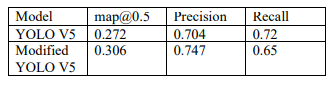 Model map@0.5 Precision Recall
YOLO V5 0.272 0.704 0.72
Modified 0.306 0.747 0.65
YOLO V5